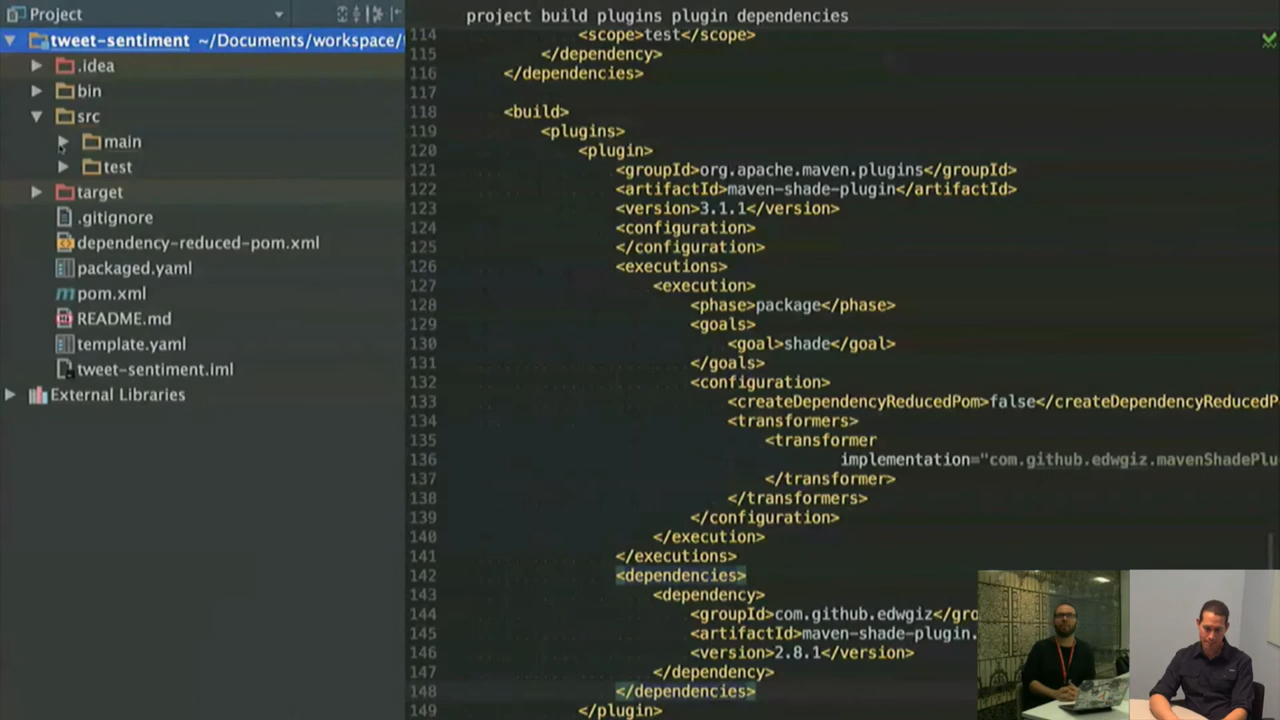 Project
tweet-sentiment ~/Documents/workspace/
.idea
bin
src
main
test
target
.gitignore
dependency-reduced-pom.xml
packaged.yaml
pom.xml
README.md
template.yaml
tweet-sentiment.iml
External Libraries
project build plugins plugin dependencies
114 <scope>test</scope>
115 </dependency>
116 </dependencies>
117
118 <build>
119 <plugins>
120 <plugin>
121 <groupId>org.apache.maven.plugins</groupId>
122 <artifactId>maven-shade-plugin</artifactId>
123 <version>3.1.1</version>
124 <configuration>
125 </configuration>
126 <executions>
127 <execution>
128 <phase>package</phase>
129 <goals>
130 <goal>shade</goal>
131 </goals>
132 <configuration>
133 <createDependencyReducedPom>false</createDependencyReducedP
134 <transformers>
135 <transformer
136 implementation="com.github.edwgiz.mavenShadePlu
137 </transformer>
138 </transformers>
139 </configuration>
140 </execution>
141 </executions>
142 <dependencies>
143 <dependency>
144 <groupId>com.github.edwgiz</gro
145 <artifactId>maven-shade-plugin.
146 <version>2.8.1</version>
147 </dependency>
148 </dependencies>
149 </plugin>